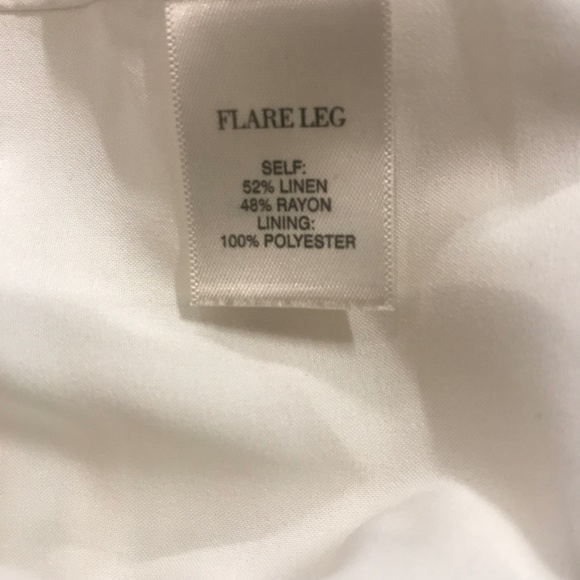 FLARE LEG
SELF:
52% LINEN
48% RAYON
LINING:
100% POLYESTER